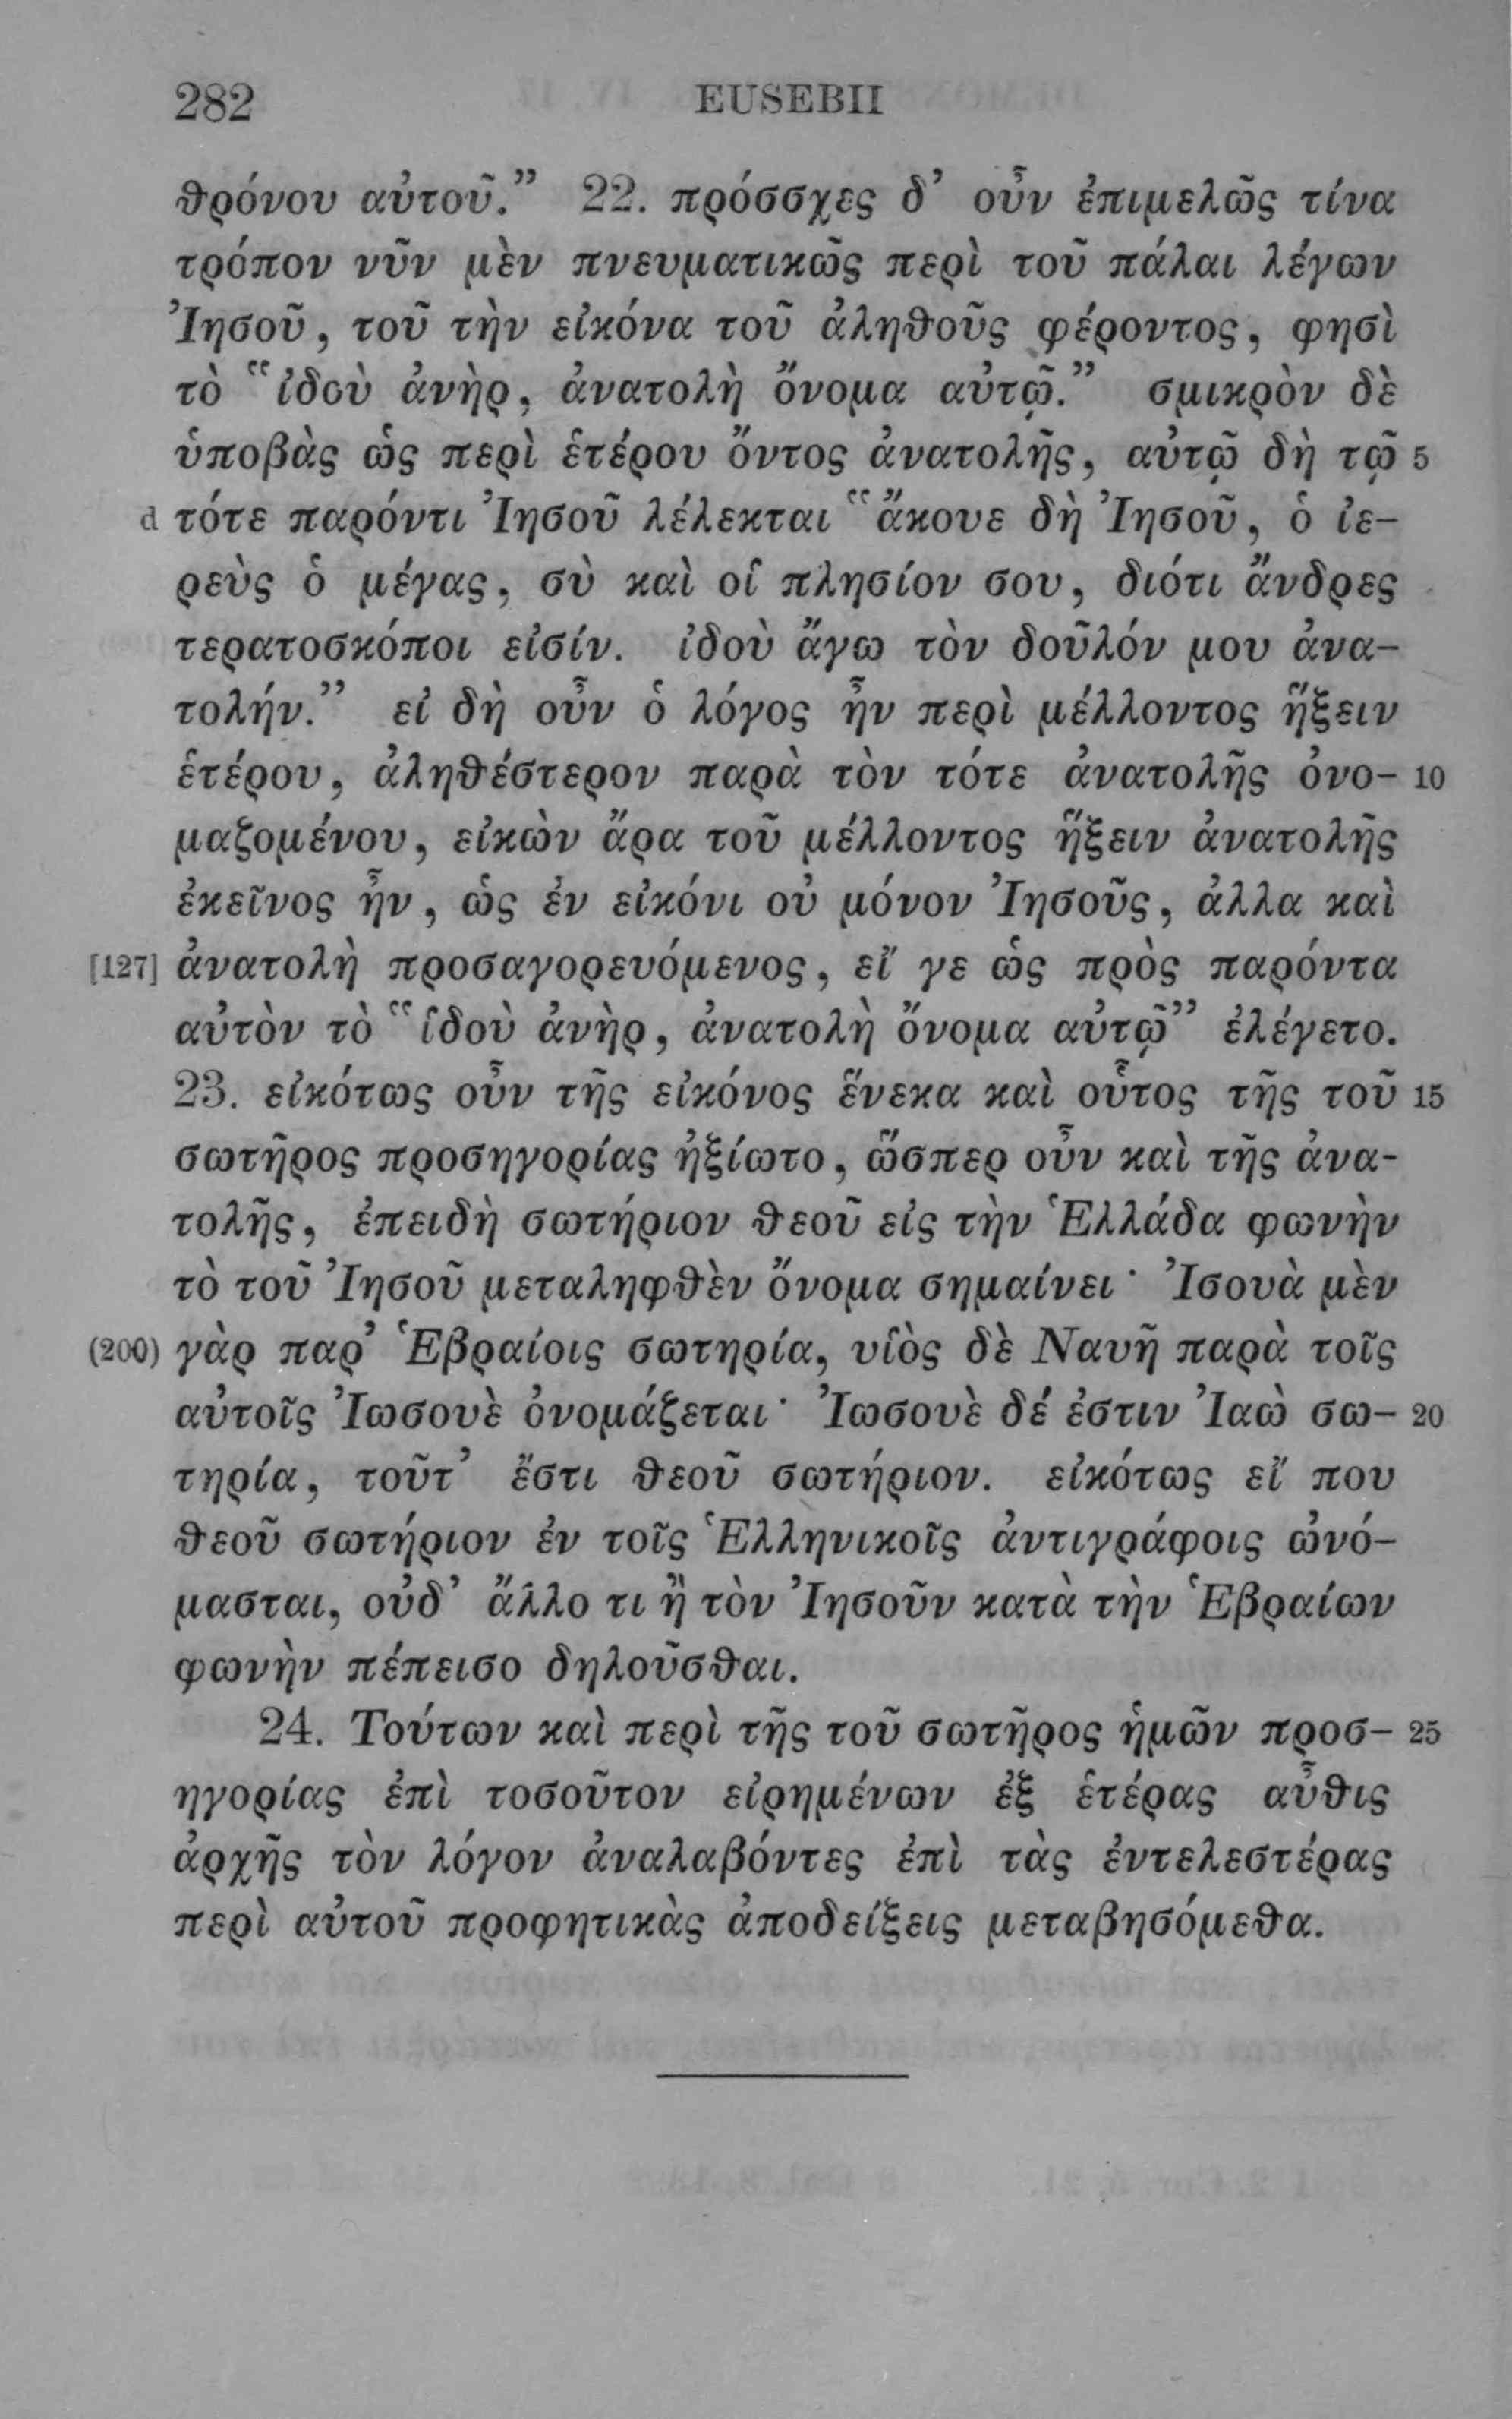 282 EUSEBII
θρόνου αὐτοῦ.” 22. πρόσσχες δ’ οὖν ἐπιμελῶς τίνα
τρόπον νῦν μὲν πνευματικῶς περὶ τοῦ πάλαι λέγων
Ἰησοῦ, τοῦ τὴν εἰκόνα τοῦ ἀληθοῦς φέροντος, φησὶ
τὸ “ἰδοὺ ἀνὴρ, ἀνατολὴ ὄνομα αὐτῷ.” σμικρὸν δὲ
ὑποβὰς ὡς περὶ ἑτέρου ὄντος ἀνατολῆς, αὐτῷ δὴ τῷ 5
d τότε παρόντι Ἰησοῦ λέλεκται “ἄκουε δὴ Ἰησοῦ, ὁ ἱε-
ρεὺς ὁ μέγας, σὺ καὶ οἱ πλησίον σου, διότι ἄνδρες
τερατοσκόποι εἰσίν. ἰδοὺ ἄγω τὸν δοῦλόν μου ἀνα-
τολήν.” εἰ δὴ οὖν ὁ λόγος ἦν περὶ μέλλοντος ἥξειν
ἑτέρου, ἀληθέστερον παρὰ τὸν τότε ἀνατολῆς ὀνο- 10
μαζομένου, εἰκὼν ἄρα τοῦ μέλλοντος ἥξειν ἀνατολῆς
ἐκεῖνος ἦν, ὡς ἐν εἰκόνι οὐ μόνον Ἰησοῦς, ἀλλα καὶ
[127] ἀνατολὴ προσαγορευόμενος, εἴ γε ὡς πρὸς παρόντα
αὐτὸν τὸ “ἰδοὺ ἀνὴρ, ἀνατολὴ ὄνομα αὐτῷ” ἐλέγετο.
23. εἰκότως οὖν τῆς εἰκόνος ἕνεκα καὶ οὗτος τῆς τοῦ 15
σωτῆρος προσηγορίας ἠξίωτο, ὥσπερ οὖν καὶ τῆς ἀνα-
τολῆς, ἐπειδὴ σωτήριον θεοῦ εἰς τὴν Ἑλλάδα φωνὴν
τὸ τοῦ Ἰησοῦ μεταληφθὲν ὄνομα σημαίνει· Ἰσουὰ μὲν
(200) γὰρ παρ’ Ἑβραίοις σωτηρία, υἱὸς δὲ Ναυῆ παρὰ τοῖς
αὐτοῖς Ἰωσουὲ ὀνομάζεται· Ἰωσουὲ δέ ἐστιν Ἰαὼ σω- 20
τηρία, τοῦτ’ ἔστι θεοῦ σωτήριον. εἰκότως εἴ που
θεοῦ σωτήριον ἐν τοῖς Ἑλληνικοῖς ἀντιγράφοις ὠνό-
μασται, οὐδ’ ἄλλο τι ἢ τὸν Ἰησοῦν κατὰ τὴν Ἑβραίων
φωνὴν πέπεισο δηλοῦσθαι.
24. Τούτων καὶ περὶ τῆς τοῦ σωτῆρος ἡμῶν προσ- 25
ηγορίας ἐπὶ τοσοῦτον εἰρημένων ἐξ ἑτέρας αὖθις
ἀρχῆς τὸν λόγον ἀναλαβόντες ἐπὶ τὰς ἐντελεστέρας
περὶ αὐτοῦ προφητικὰς ἀποδείξεις μεταβησόμεθα.